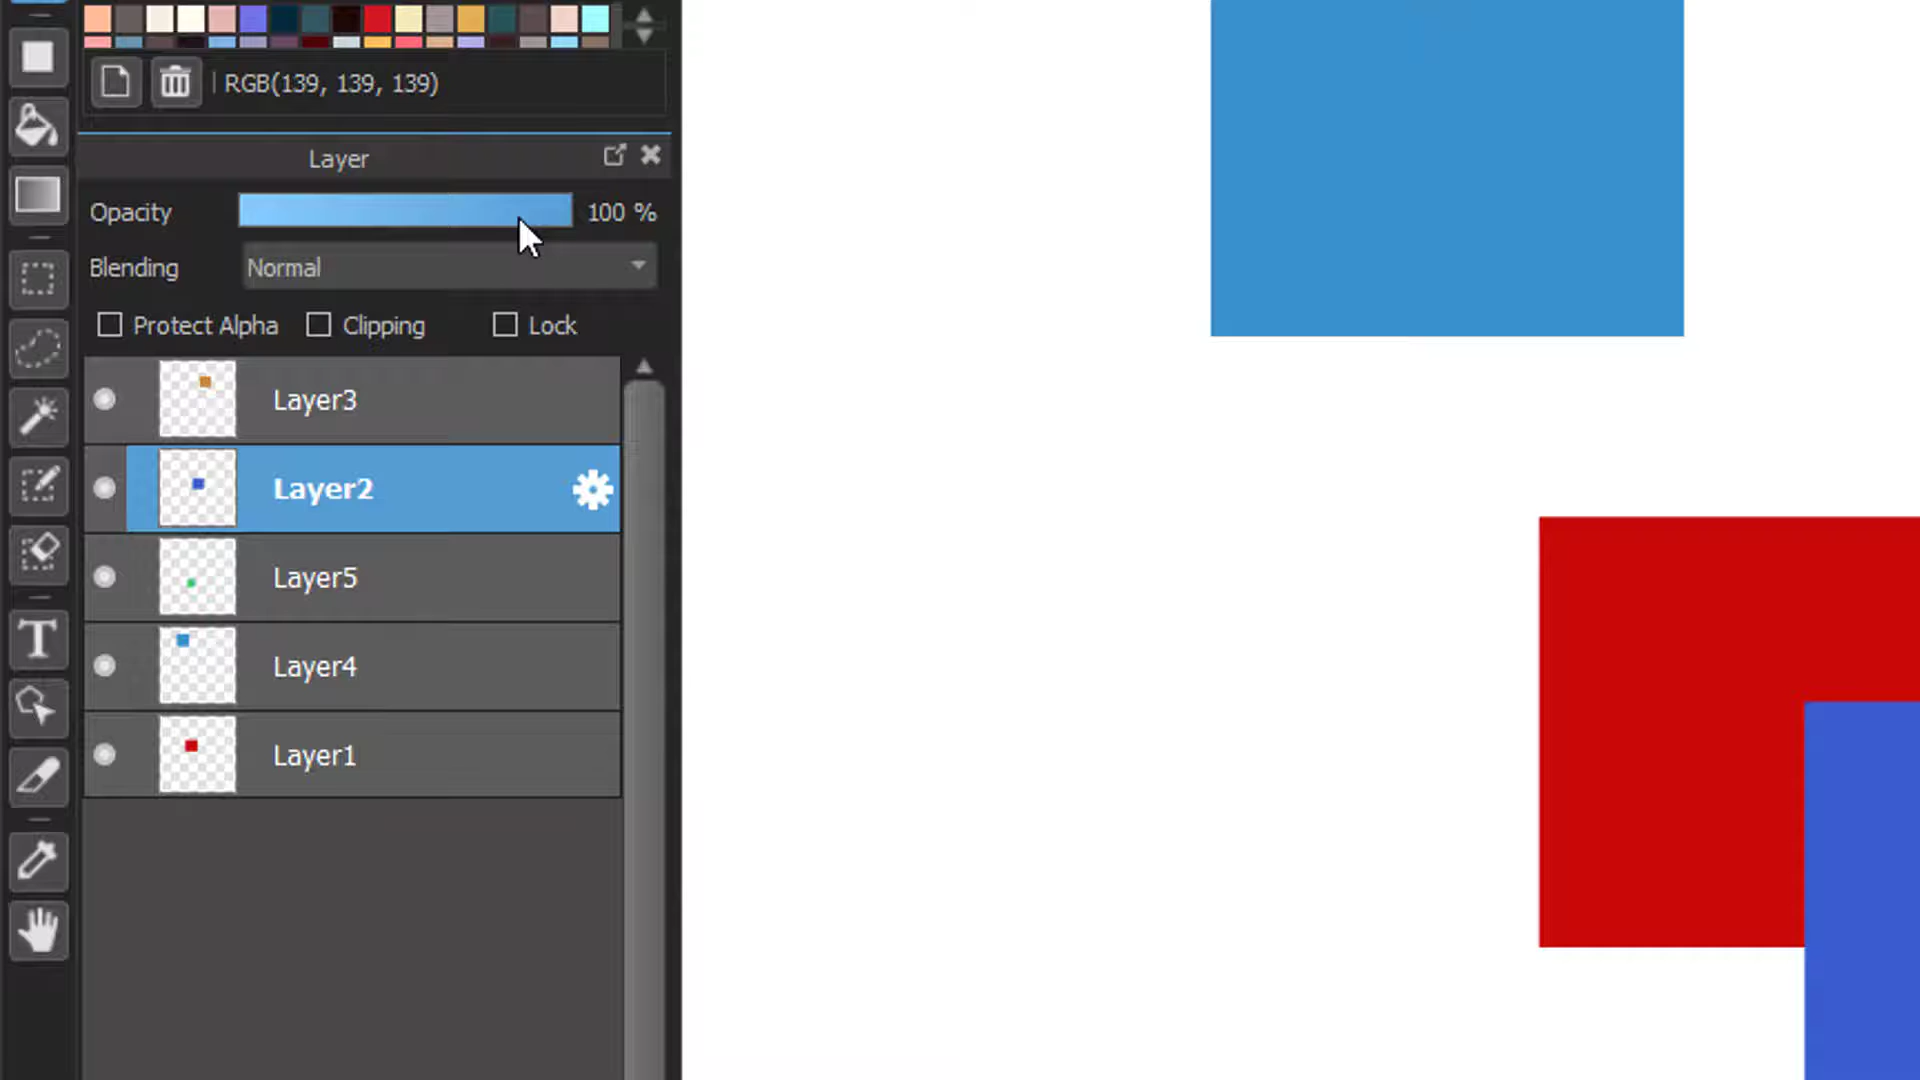 RGB(139, 139, 139)
Layer
Opacity 100 %
Blending Normal
Protect Alpha Clipping Lock
Layer3
Layer2
Layer5
Layer4
Layer1